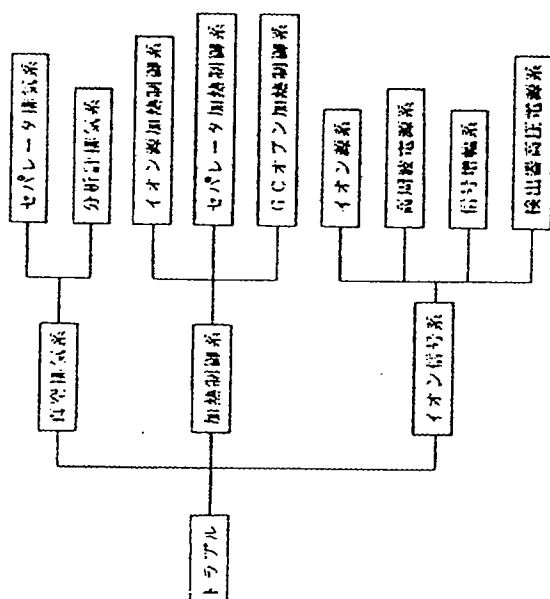 トラブル
真空排気系
セパレータ排気系
分析計排気系
加熱制御系
イオン源加熱制御系
セパレータ加熱制御系
GCオブン加熱制御系
イオン信号系
イオン源系
高周波電源系
信号増幅系
検出器高圧電源系